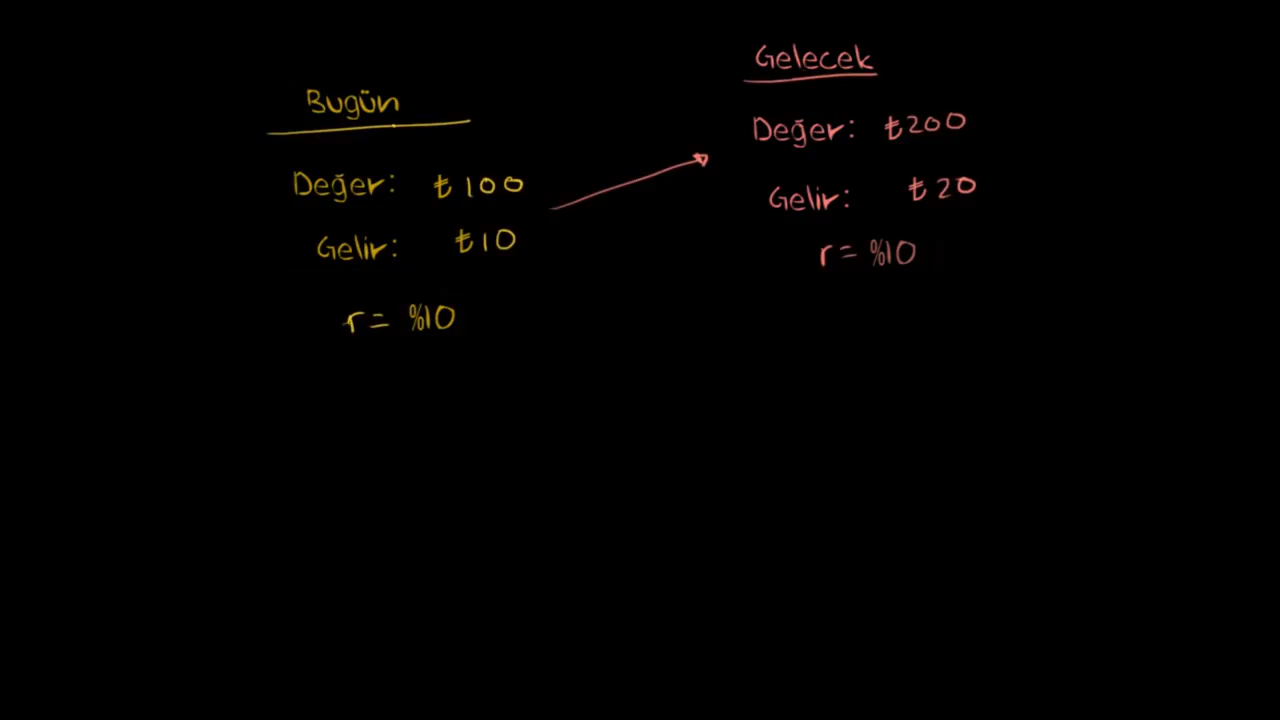 Bugün
Değer: ₺100
Gelir: ₺10
r = %10
Gelecek
Değer: ₺200
Gelir: ₺20
r = %10